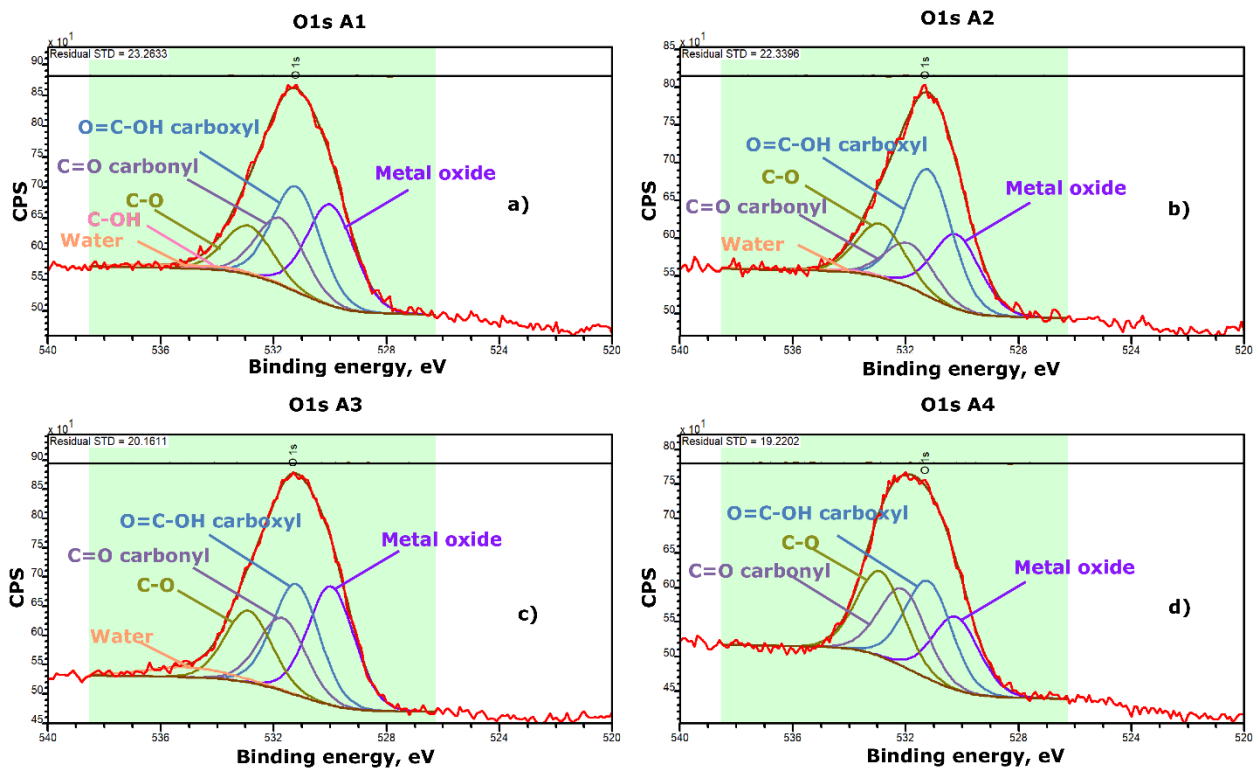 O1s A1
x 10^1
Residual STD = 23.2633
O 1s
90
85
80
75
70
65
60
55
50
CPS
O=C-OH carboxyl
C=O carbonyl
C-O
C-OH
Water
Metal oxide
a)
540
536
532
528
524
520
Binding energy, eV
O1s A2
x 10^1
Residual STD = 22.3396
O 1s
85
80
75
70
65
60
55
50
CPS
O=C-OH carboxyl
C-O
C=O carbonyl
Water
Metal oxide
b)
540
536
532
528
524
520
Binding energy, eV
O1s A3
x 10^1
Residual STD = 20.1611
O 1s
90
85
80
75
70
65
60
55
50
45
CPS
O=C-OH carboxyl
C=O carbonyl
C-O
Water
Metal oxide
c)
540
536
532
528
524
520
Binding energy, eV
O1s A4
x 10^1
Residual STD = 19.2202
O 1s
80
75
70
65
60
55
50
45
CPS
O=C-OH carboxyl
C-O
C=O carbonyl
Metal oxide
d)
540
536
532
528
524
520
Binding energy, eV